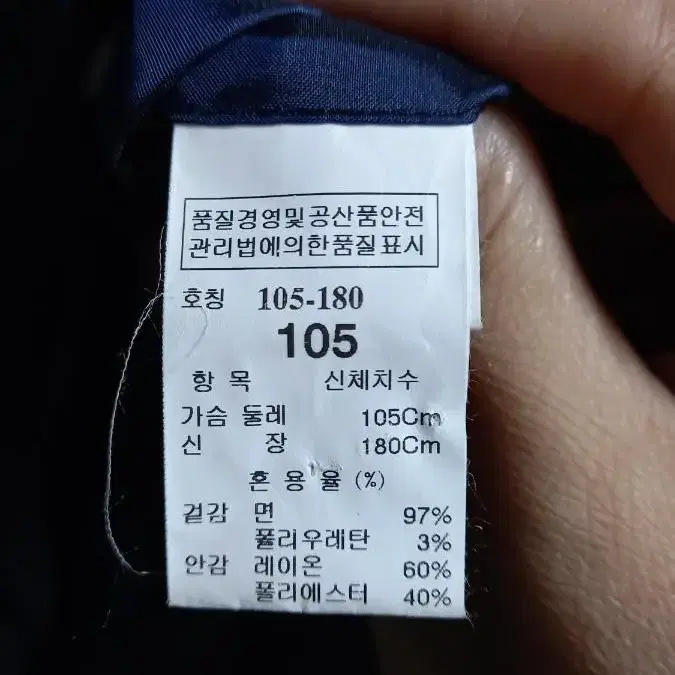 품질경영및공산품안전
관리법에의한품질표시
호칭 105-180
105
항 목 신체치수
가슴 둘레 105Cm
신 장 180Cm
혼 용 율 (%)
겉감 면 97%
폴리우레탄 3%
안감 레이온 60%
폴리에스터 40%